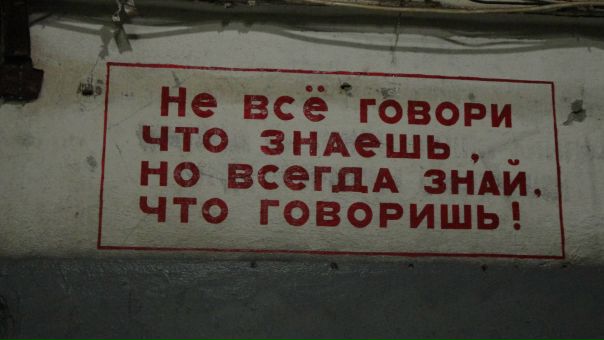 Не всё говори
что знаешь,
но всегда знай,
что говоришь!